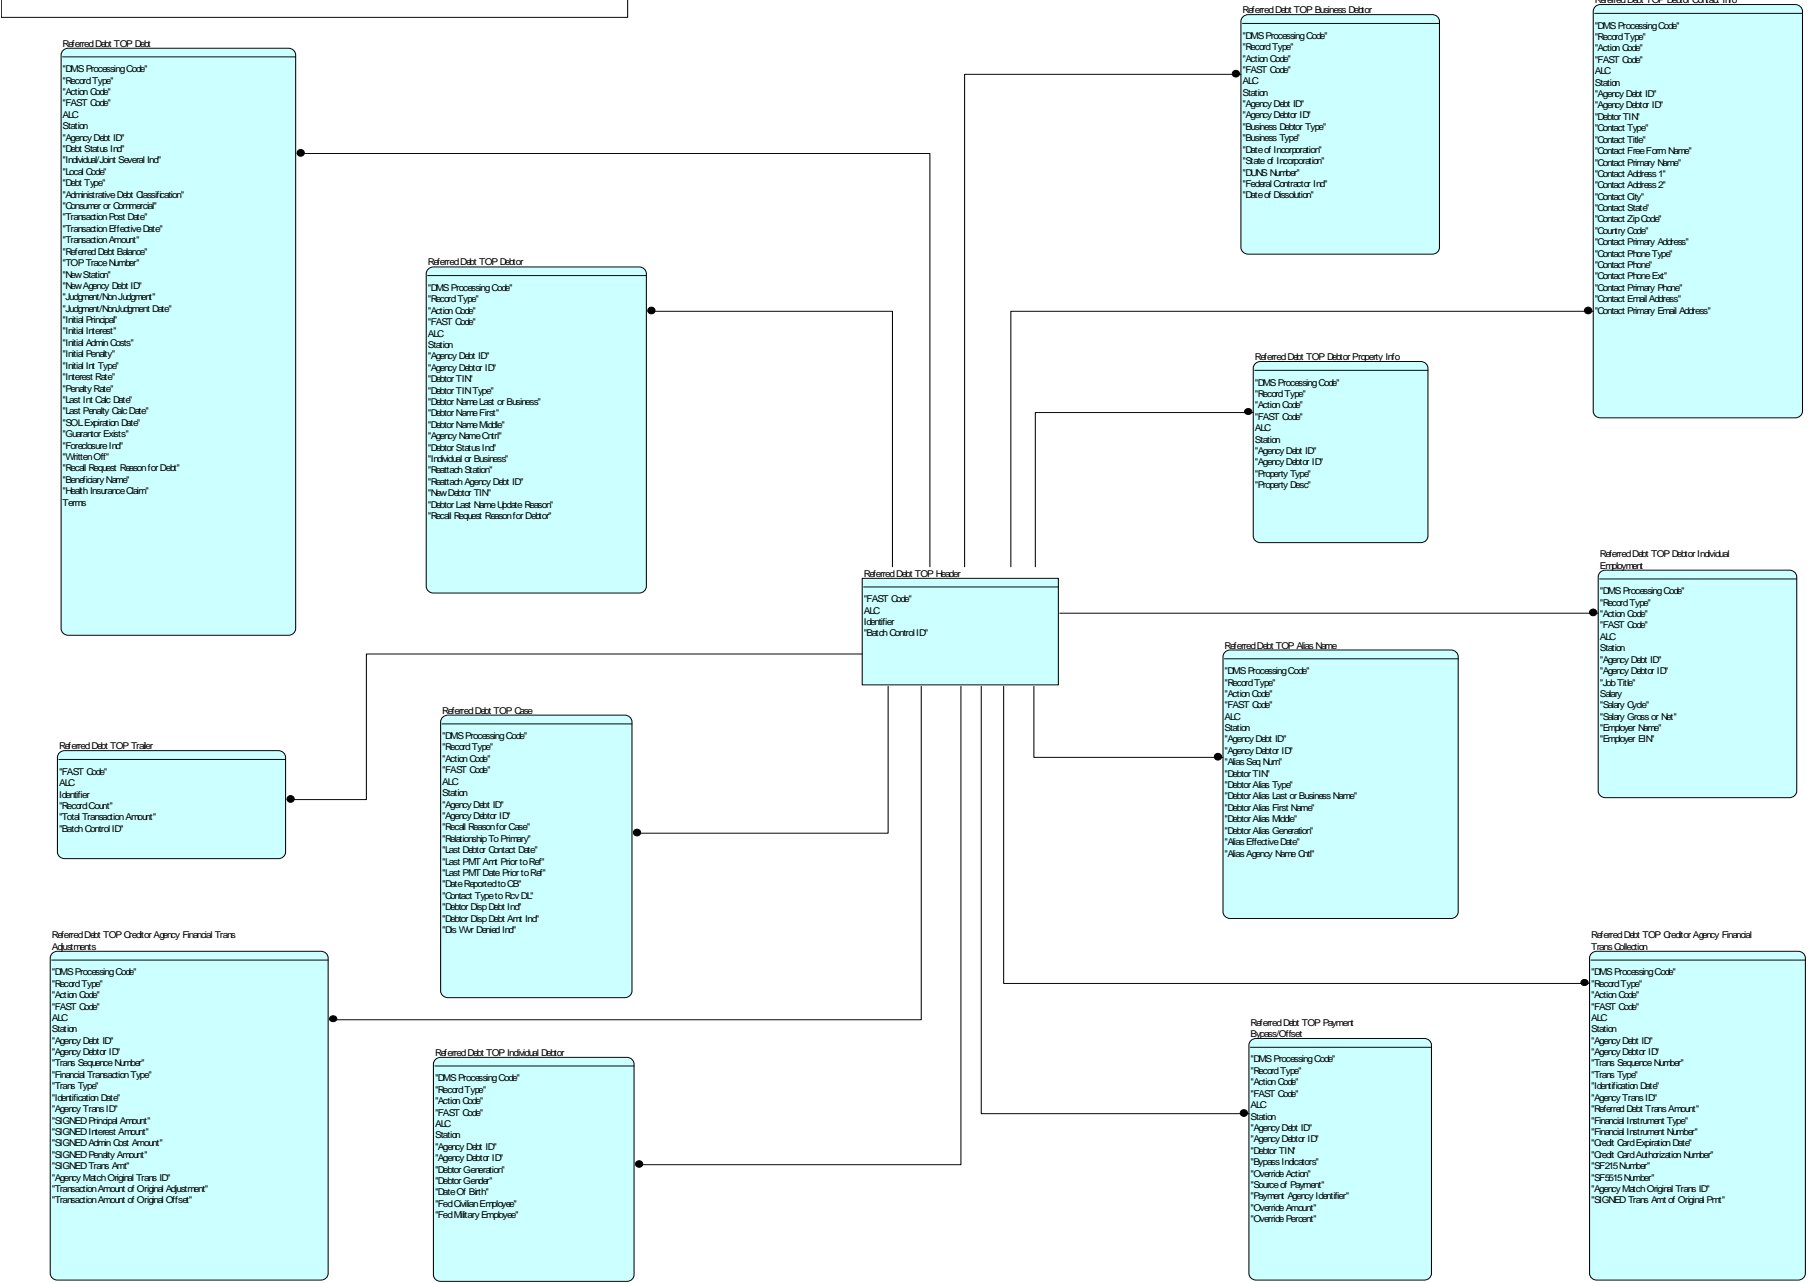 Referred Debt TOP Debt
"DMS Processing Code"
"Record Type"
"Action Code"
"FAST Code"
ALC
Station
"Agency Debt ID"
"Debt Status Ind"
"Individual/Joint Several Ind"
"Local Code"
"Debt Type"
"Administrative Debt Classification"
"Consumer or Commercial"
"Transaction Post Date"
"Transaction Effective Date"
"Transaction Amount"
"Referred Debt Balance"
"TOP Trace Number"
"New Station"
"New Agency Debt ID"
"Judgment/Non Judgment"
"Judgment/NonJudgment Date"
"Initial Principal"
"Initial Interest"
"Initial Admin Costs"
"Initial Penalty"
"Initial Int Type"
"Interest Rate"
"Penalty Rate"
"Last Int Calc Date"
"Last Penalty Calc Date"
"SOL Expiration Date"
"Guarantor Exists"
"Foreclosure Ind"
"Written Off"
"Recall Request Reason for Debt"
"Beneficiary Name"
"Health Insurance Claim"
Terms
Referred Debt TOP Debtor
"DMS Processing Code"
"Record Type"
"Action Code"
"FAST Code"
ALC
Station
"Agency Debt ID"
"Agency Debtor ID"
"Debtor TIN"
"Debtor TIN Type"
"Debtor Name Last or Business"
"Debtor Name First"
"Debtor Name Middle"
"Agency Name Cntrl"
"Debtor Status Ind"
"Individual or Business"
"Reattach Station"
"Reattach Agency Debt ID"
"New Debtor TIN"
"Debtor Last Name Update Reason"
"Recall Request Reason for Debtor"
Referred Debt TOP Business Debtor
"DMS Processing Code"
"Record Type"
"Action Code"
"FAST Code"
ALC
Station
"Agency Debt ID"
"Agency Debtor ID"
"Business Debtor Type"
"Business Type"
"Date of Incorporation"
"State of Incorporation"
"DUNS Number"
"Federal Contractor Ind"
"Date of Dissolution"
Referred Debt TOP Debtor Contact Info
"DMS Processing Code"
"Record Type"
"Action Code"
"FAST Code"
ALC
Station
"Agency Debt ID"
"Agency Debtor ID"
"Debtor TIN"
"Contact Type"
"Contact Title"
"Contact Free Form Name"
"Contact Primary Name"
"Contact Address 1"
"Contact Address 2"
"Contact City"
"Contact State"
"Contact Zip Code"
"Country Code"
"Contact Primary Address"
"Contact Phone Type"
"Contact Phone"
"Contact Phone Ext"
"Contact Primary Phone"
"Contact Email Address"
"Contact Primary Email Address"
Referred Debt TOP Debtor Property Info
"DMS Processing Code"
"Record Type"
"Action Code"
"FAST Code"
ALC
Station
"Agency Debt ID"
"Agency Debtor ID"
"Property Type"
"Property Desc"
Referred Debt TOP Header
"FAST Code"
ALC
Identifier
"Batch Control ID"
Referred Debt TOP Debtor Individual
Employment
"DMS Processing Code"
"Record Type"
"Action Code"
"FAST Code"
ALC
Station
"Agency Debt ID"
"Agency Debtor ID"
"Job Title"
Salary
"Salary Cycle"
"Salary Gross or Net"
"Employer Name"
"Employer EIN"
Referred Debt TOP Alias Name
"DMS Processing Code"
"Record Type"
"Action Code"
"FAST Code"
ALC
Station
"Agency Debt ID"
"Agency Debtor ID"
"Alias Seq Num"
"Debtor TIN"
"Debtor Alias Type"
"Debtor Alias Last or Business Name"
"Debtor Alias First Name"
"Debtor Alias Middle"
"Debtor Alias Generation"
"Alias Effective Date"
"Alias Agency Name Cntl"
Referred Debt TOP Trailer
"FAST Code"
ALC
Identifier
"Record Count"
"Total Transaction Amount"
"Batch Control ID"
Referred Debt TOP Case
"DMS Processing Code"
"Record Type"
"Action Code"
"FAST Code"
ALC
Station
"Agency Debt ID"
"Agency Debtor ID"
"Recall Reason for Case"
"Relationship To Primary"
"Last Debtor Contact Date"
"Last PMT Amt Prior to Ref"
"Last PMT Date Prior to Ref"
"Date Reported to CB"
"Contact Type to Rcv DL"
"Debtor Disp Debt Ind"
"Debtor Disp Debt Amt Ind"
"Dis Wvr Denied Ind"
Referred Debt TOP Creditor Agency Financial Trans
Adjustments
"DMS Processing Code"
"Record Type"
"Action Code"
"FAST Code"
ALC
Station
"Agency Debt ID"
"Agency Debtor ID"
"Trans Sequence Number"
"Financial Transaction Type"
"Trans Type"
"Identification Date"
"Agency Trans ID"
"SIGNED Principal Amount"
"SIGNED Interest Amount"
"SIGNED Admin Cost Amount"
"SIGNED Penalty Amount"
"SIGNED Trans Amt"
"Agency Match Original Trans ID"
"Transaction Amount of Original Adjustment"
"Transaction Amount of Original Offset"
Referred Debt TOP Individual Debtor
"DMS Processing Code"
"Record Type"
"Action Code"
"FAST Code"
ALC
Station
"Agency Debt ID"
"Agency Debtor ID"
"Debtor Generation"
"Debtor Gender"
"Date Of Birth"
"Fed Civilian Employee"
"Fed Military Employee"
Referred Debt TOP Payment
Bypass/Offset
"DMS Processing Code"
"Record Type"
"Action Code"
"FAST Code"
ALC
Station
"Agency Debt ID"
"Agency Debtor ID"
"Debtor TIN"
"Bypass Indicators"
"Override Action"
"Source of Payment"
"Payment Agency Identifier"
"Override Amount"
"Override Percent"
Referred Debt TOP Creditor Agency Financial
Trans Collection
"DMS Processing Code"
"Record Type"
"Action Code"
"FAST Code"
ALC
Station
"Agency Debt ID"
"Agency Debtor ID"
"Trans Sequence Number"
"Trans Type"
"Identification Date"
"Agency Trans ID"
"Referred Debt Trans Amount"
"Financial Instrument Type"
"Financial Instrument Number"
"Credit Card Expiration Date"
"Credit Card Authorization Number"
"SF215 Number"
"SF5515 Number"
"Agency Match Original Trans ID"
"SIGNED Trans Amt of Original Pmt"